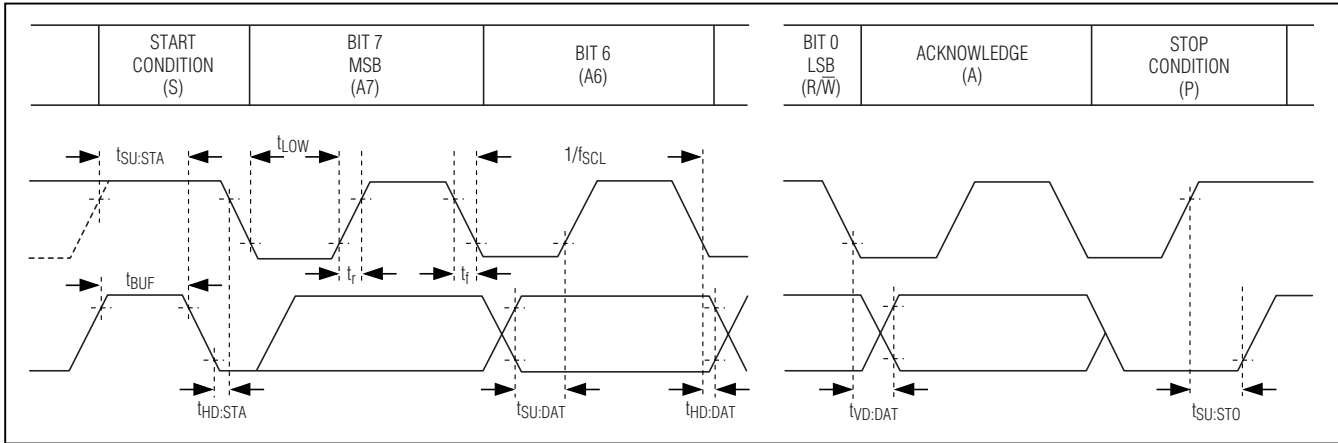 START
CONDITION
(S)
BIT 7
MSB
(A7)
BIT 6
(A6)
BIT 0
LSB
(R/W̅)
ACKNOWLEDGE
(A)
STOP
CONDITION
(P)
tSU:STA
tLOW
1/fSCL
tBUF
tr
tf
tHD:STA
tSU:DAT
tHD:DAT
tVD:DAT
tSU:STO